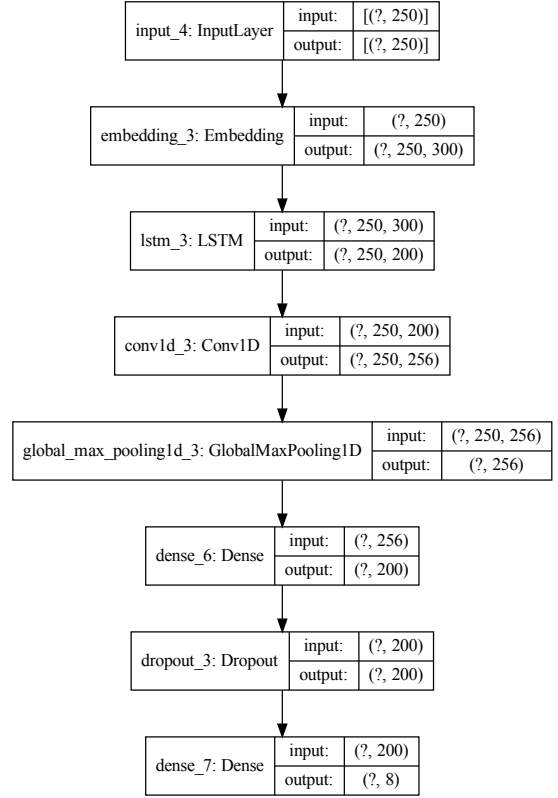 input_4: InputLayer
input: [(?, 250)]
output: [(?, 250)]
embedding_3: Embedding
input: (?, 250)
output: (?, 250, 300)
lstm_3: LSTM
input: (?, 250, 300)
output: (?, 250, 200)
conv1d_3: Conv1D
input: (?, 250, 200)
output: (?, 250, 256)
global_max_pooling1d_3: GlobalMaxPooling1D
input: (?, 250, 256)
output: (?, 256)
dense_6: Dense
input: (?, 256)
output: (?, 200)
dropout_3: Dropout
input: (?, 200)
output: (?, 200)
dense_7: Dense
input: (?, 200)
output: (?, 8)